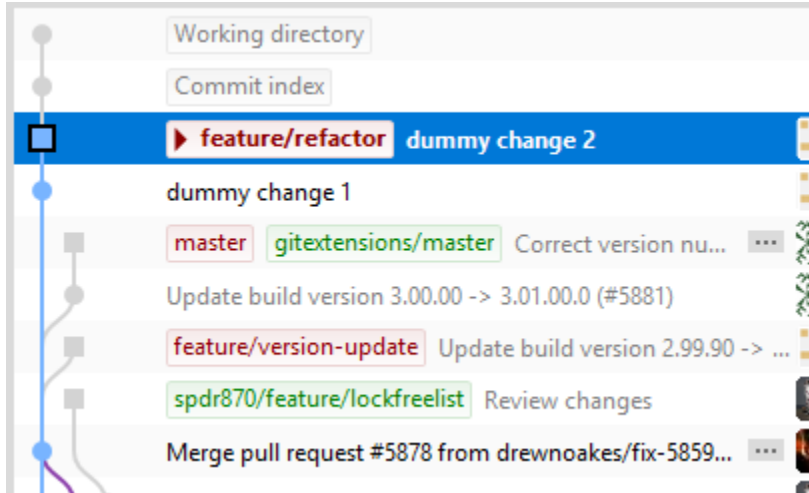 Working directory
Commit index
feature/refactor dummy change 2
dummy change 1
master gitextensions/master Correct version nu...
Update build version 3.00.00 -> 3.01.00.0 (#5881)
feature/version-update Update build version 2.99.90 -> ...
spdr870/feature/lockfreelist Review changes
Merge pull request #5878 from drewnoakes/fix-5859...